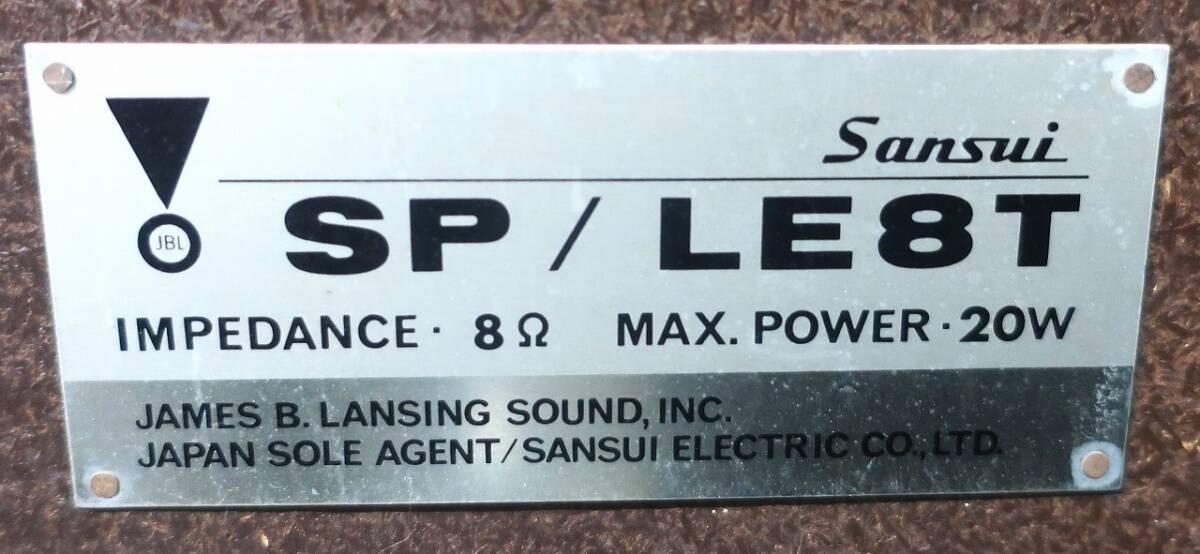 Sansui
JBL
SP / LE8T
IMPEDANCE · 8Ω MAX. POWER · 20W
JAMES B. LANSING SOUND, INC.
JAPAN SOLE AGENT/SANSUI ELECTRIC CO., LTD.